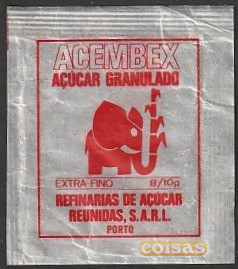 ACEMBEX
AÇÚCAR GRANULADO
EXTRA-FINO 8/10g
REFINARIAS DE AÇÚCAR
REUNIDAS, S.A.R.L.
PORTO
coisas